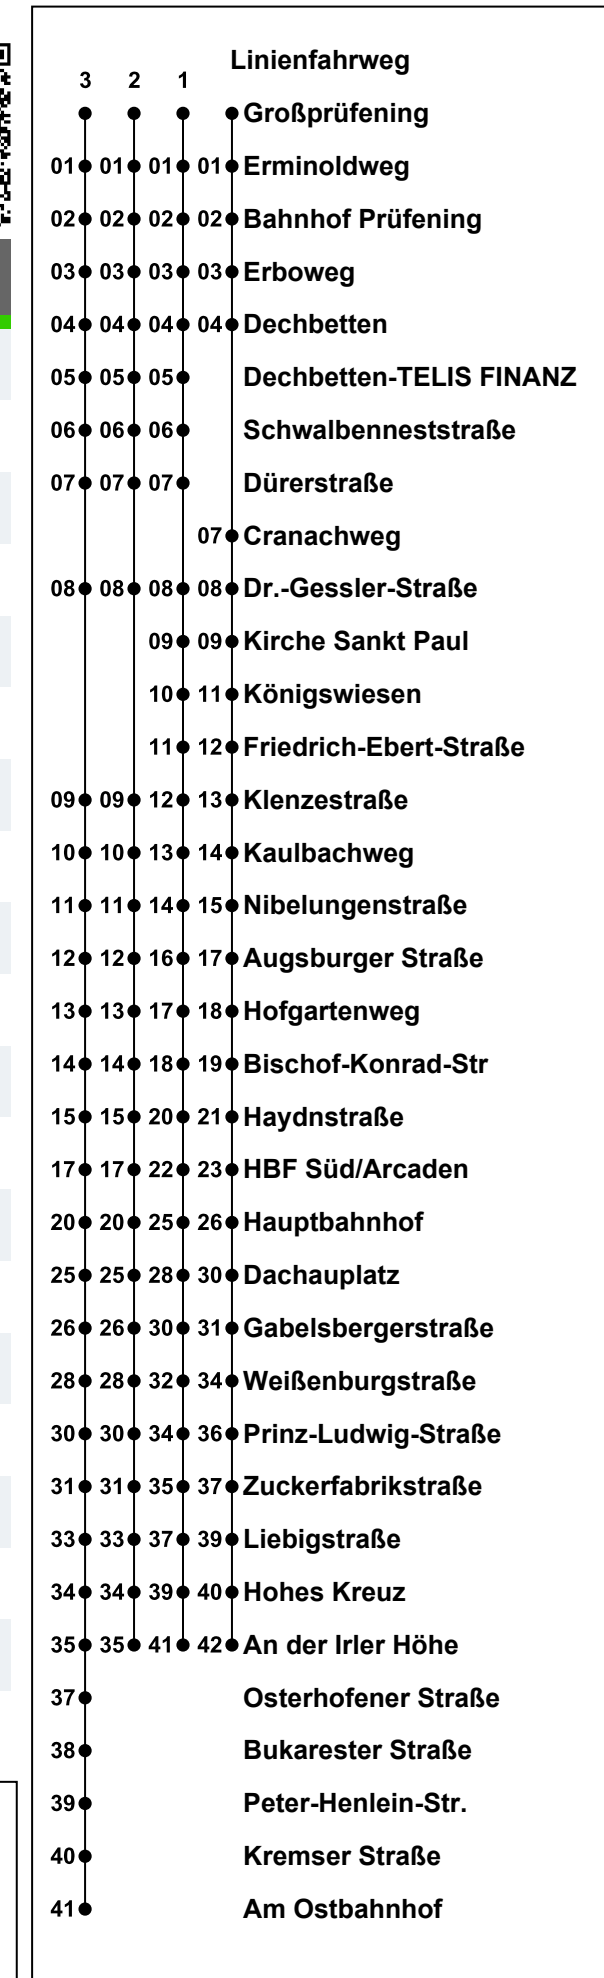 Linienfahrweg
3 2 1
Großprüfening
01 01 01 01 Erminoldweg
02 02 02 02 Bahnhof Prüfening
03 03 03 03 Erboweg
04 04 04 04 Dechbetten
05 05 05 Dechbetten-TELIS FINANZ
06 06 06 Schwalbenneststraße
07 07 07 Dürerstraße
07 Cranachweg
08 08 08 08 Dr.-Gessler-Straße
09 09 Kirche Sankt Paul
10 11 Königswiesen
11 12 Friedrich-Ebert-Straße
09 09 12 13 Klenzestraße
10 10 13 14 Kaulbachweg
11 11 14 15 Nibelungenstraße
12 12 16 17 Augsburger Straße
13 13 17 18 Hofgartenweg
14 14 18 19 Bischof-Konrad-Str
15 15 20 21 Haydnstraße
17 17 22 23 HBF Süd/Arcaden
20 20 25 26 Hauptbahnhof
25 25 28 30 Dachauplatz
26 26 30 31 Gabelsbergerstraße
28 28 32 34 Weißenburgstraße
30 30 34 36 Prinz-Ludwig-Straße
31 31 35 37 Zuckerfabrikstraße
33 33 37 39 Liebigstraße
34 34 39 40 Hohes Kreuz
35 35 41 42 An der Irler Höhe
37 Osterhofener Straße
38 Bukarester Straße
39 Peter-Henlein-Str.
40 Kremser Straße
41 Am Ostbahnhof